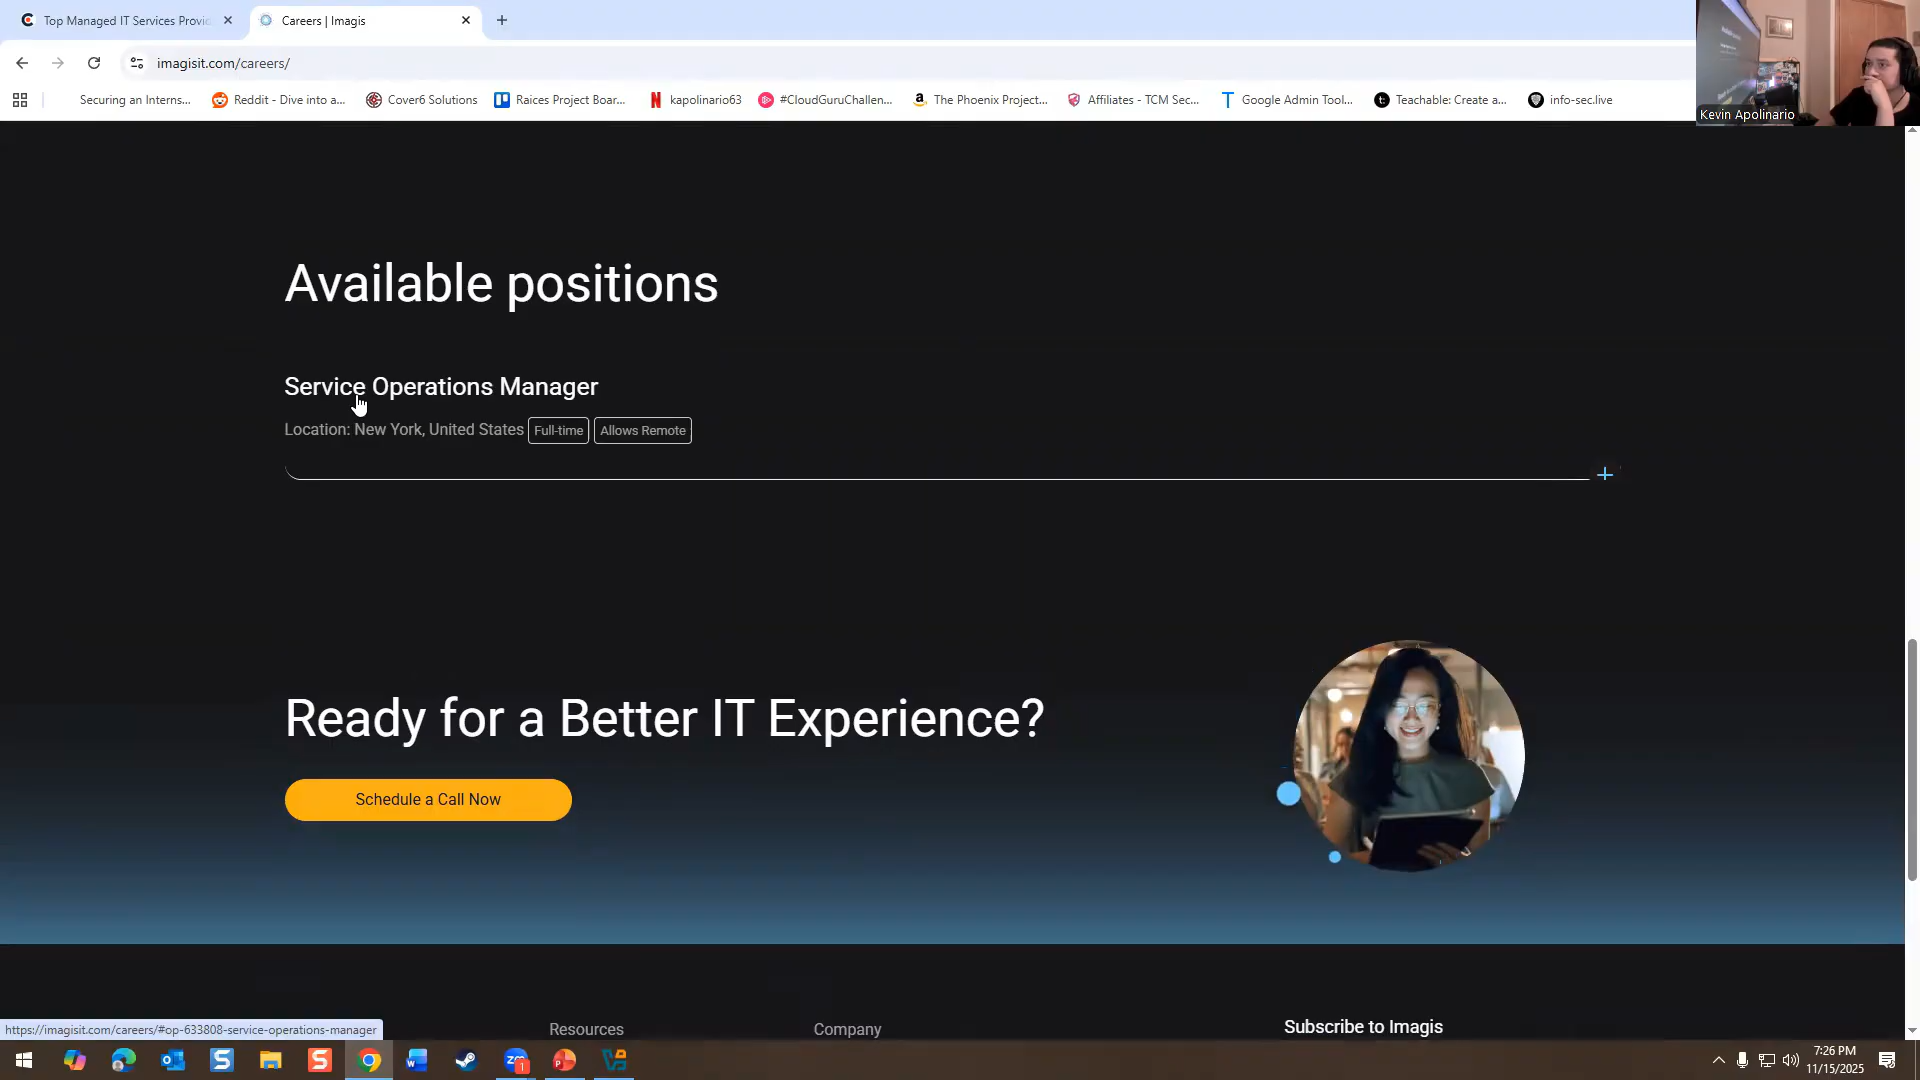 Top Managed IT Services Provi
Careers | Imagis
imagisit.com/careers/
Securing an Interns...
Reddit - Dive into a...
Cover6 Solutions
Raices Project Boar...
kapolinario63
#CloudGuruChallen...
The Phoenix Project...
Affiliates - TCM Sec...
Google Admin Tool...
Teachable: Create a...
info-sec.live
Kevin Apolinario
Available positions
Service Operations Manager
Location: New York, United States Full-time Allows Remote
Ready for a Better IT Experience?
Schedule a Call Now
Resources
Company
Subscribe to Imagis
https://imagisit.com/careers/#op-633808-service-operations-manager
7:26 PM
11/15/2025